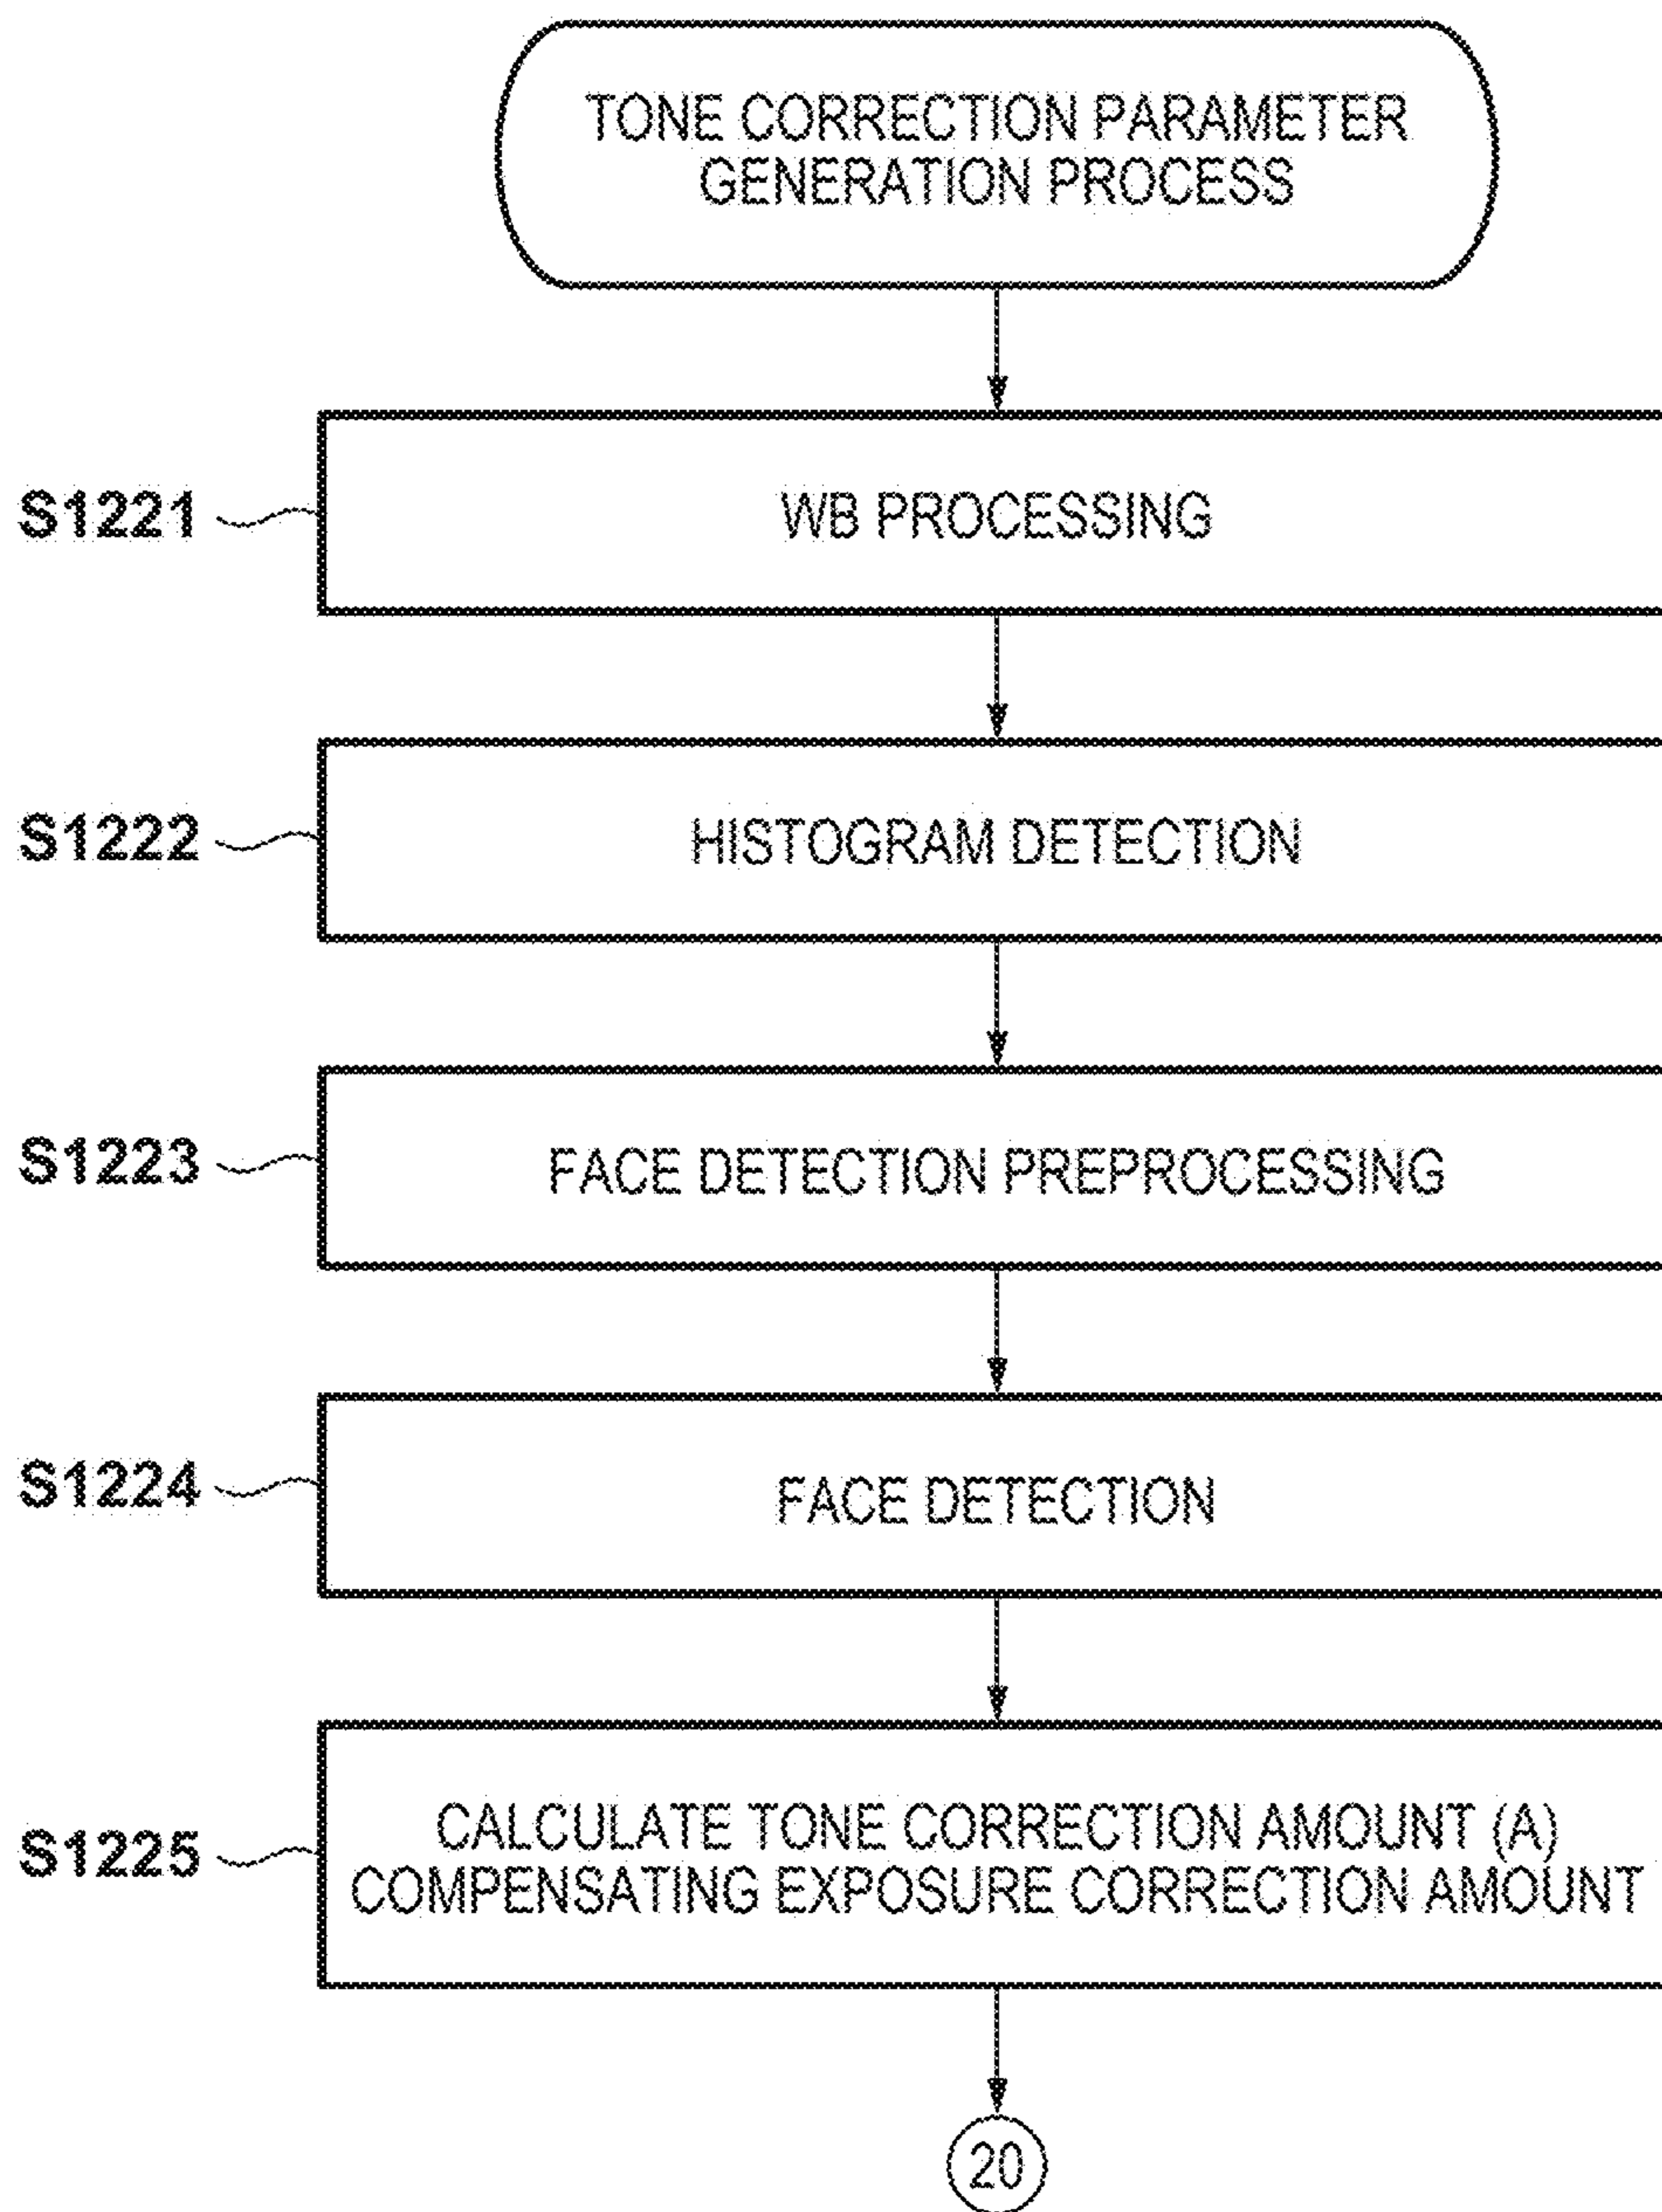 TONE CORRECTION PARAMETER
GENERATION PROCESS
S1221
WB PROCESSING
S1222
HISTOGRAM DETECTION
S1223
FACE DETECTION PREPROCESSING
S1224
FACE DETECTION
S1225
CALCULATE TONE CORRECTION AMOUNT (A)
COMPENSATING EXPOSURE CORRECTION AMOUNT
20